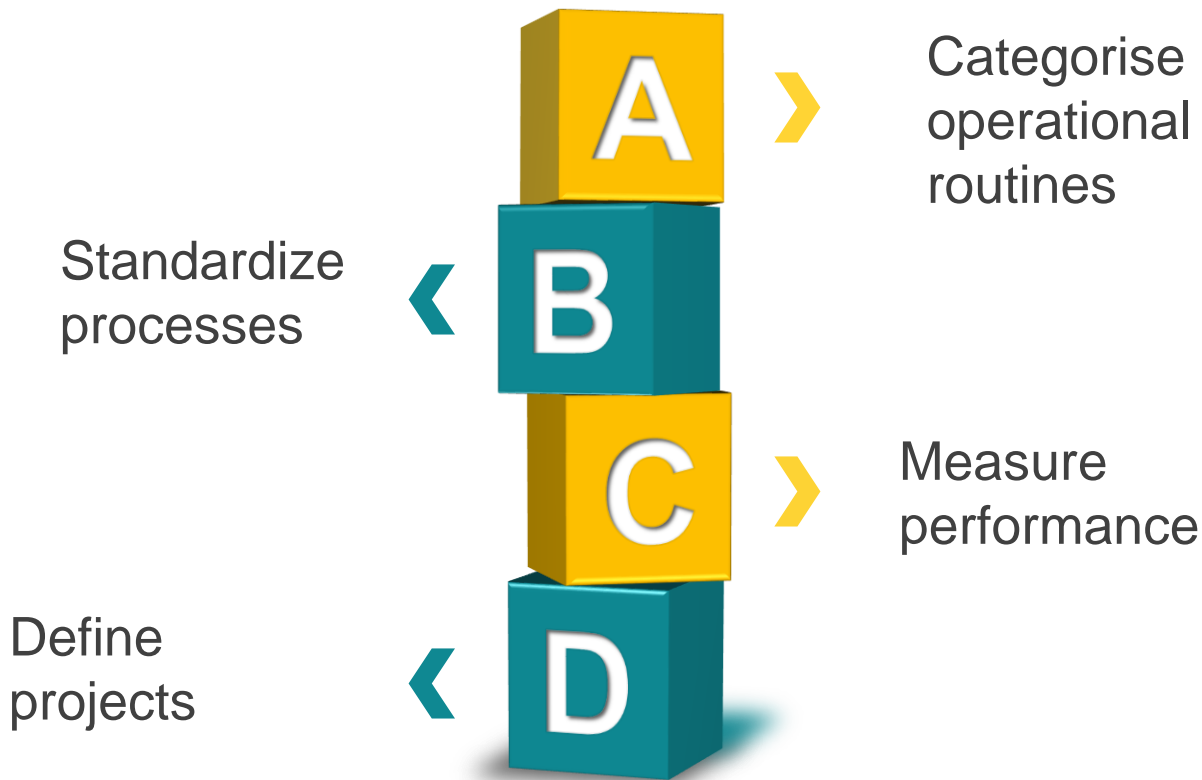 A
Categorise
operational
routines
B
Standardize
processes
C
Measure
performance
D
Define
projects